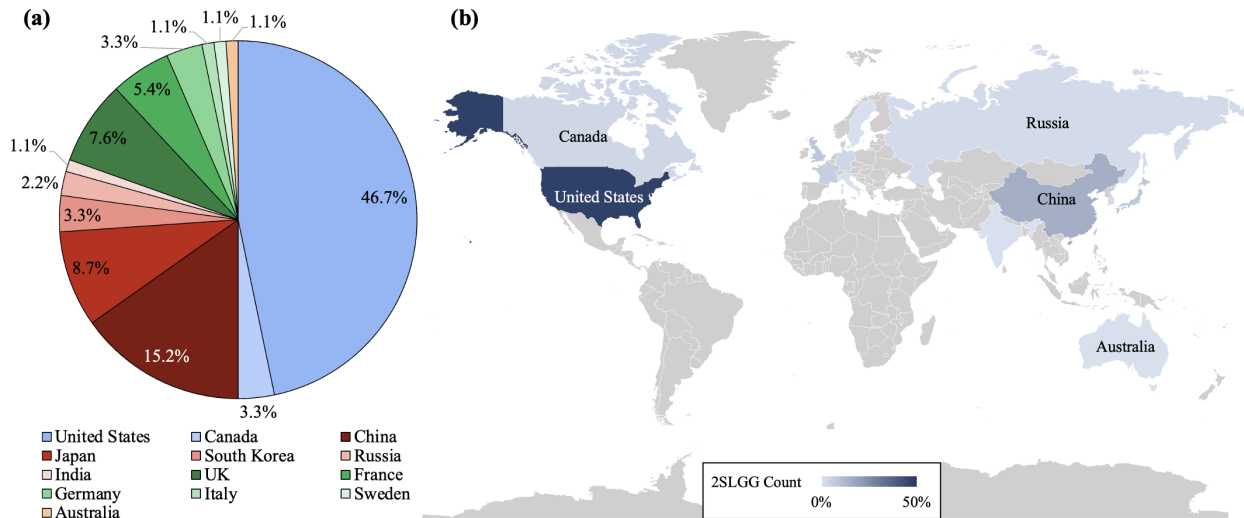 (a)
1.1%
1.1%
1.1%
3.3%
5.4%
7.6%
1.1%
2.2%
3.3%
8.7%
15.2%
3.3%
46.7%
United States
Canada
China
Japan
South Korea
Russia
India
UK
France
Germany
Italy
Sweden
Australia
(b)
Canada
Russia
United States
China
Australia
2SLGG Count
0%
50%